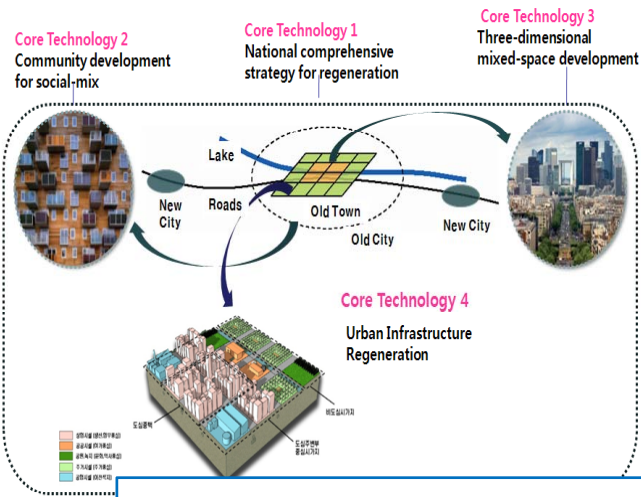 Core Technology 2
Community development
for social-mix
Core Technology 1
National comprehensive
strategy for regeneration
Core Technology 3
Three-dimensional
mixed-space development
Lake
New
City
Roads
Old Town
Old City
New City
Core Technology 4
Urban Infrastructure
Regeneration
도심블럭
비도심시가지
도심주변부
중심시가지